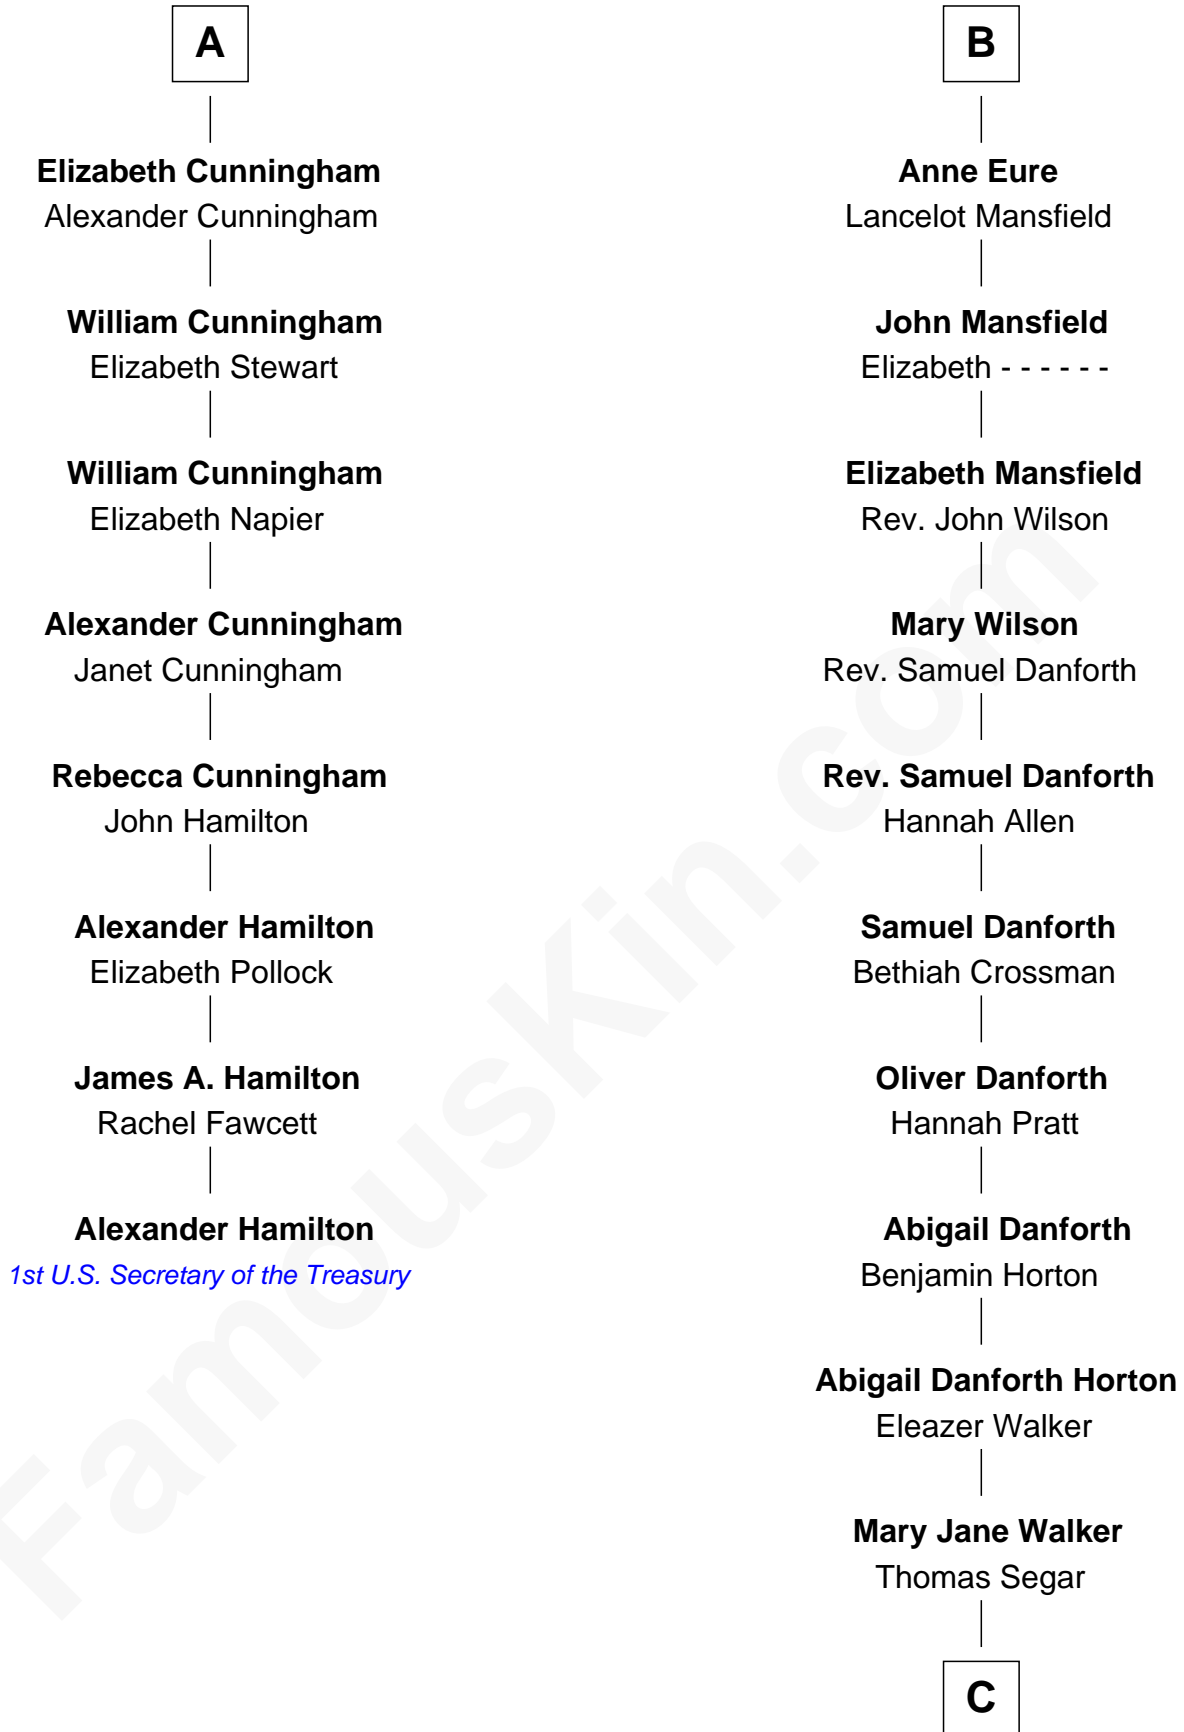 A
Elizabeth Cunningham
Alexander Cunningham
William Cunningham
Elizabeth Stewart
William Cunningham
Elizabeth Napier
Alexander Cunningham
Janet Cunningham
Rebecca Cunningham
John Hamilton
Alexander Hamilton
Elizabeth Pollock
James A. Hamilton
Rachel Fawcett
Alexander Hamilton
1st U.S. Secretary of the Treasury
B
Anne Eure
Lancelot Mansfield
John Mansfield
Elizabeth - - - - - -
Elizabeth Mansfield
Rev. John Wilson
Mary Wilson
Rev. Samuel Danforth
Rev. Samuel Danforth
Hannah Allen
Samuel Danforth
Bethiah Crossman
Oliver Danforth
Hannah Pratt
Abigail Danforth
Benjamin Horton
Abigail Danforth Horton
Eleazer Walker
Mary Jane Walker
Thomas Segar
C
FamousKin.com